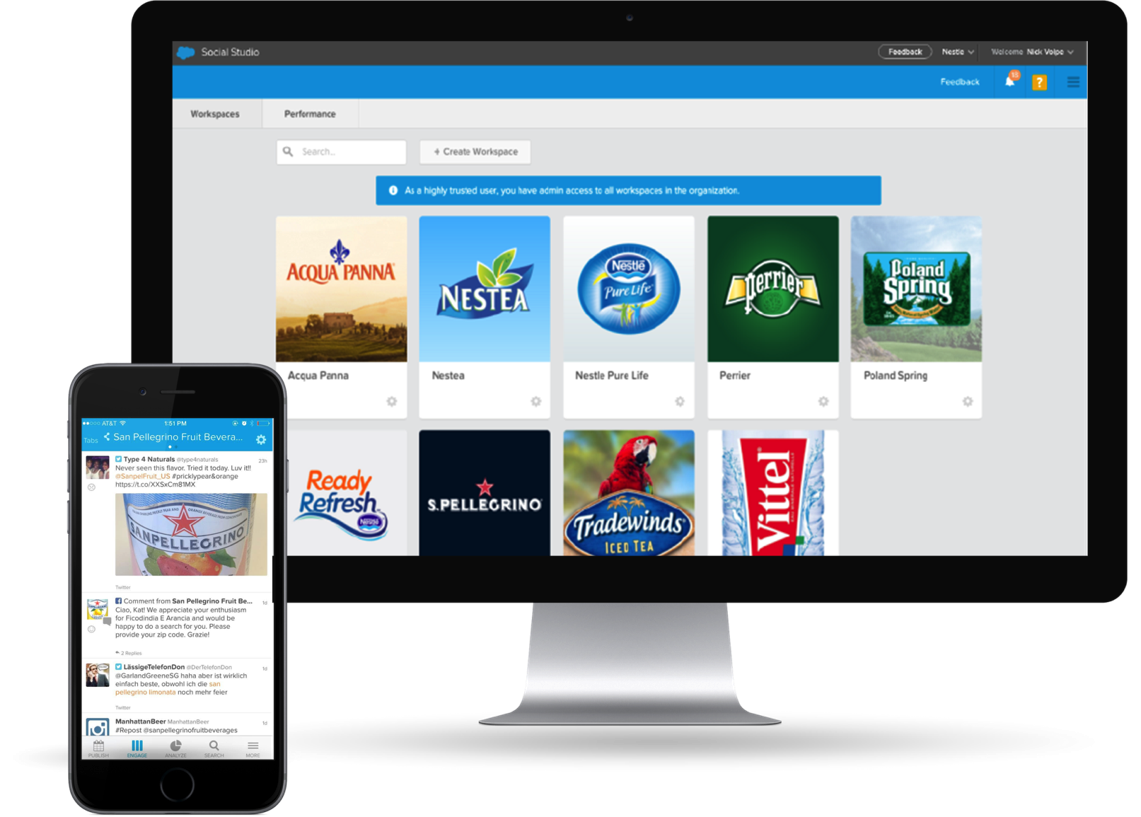 Social Studio
Feedback
Nestle
Welcome Nick Volpe
Feedback
?
Workspaces
Performance
Search...
+ Create Workspace
As a highly trusted user, you have admin access to all workspaces in the organization.
ACQUA PANNA
NESTEA
Nestlé
Pure Life
Perrier
Poland
Spring
Acqua Panna
Nestea
Nestle Pure Life
Perrier
Poland Spring
Ready
Refresh
Nestlé
S.PELLEGRINO
Tradewinds
ICED TEA
Vittel
AT&T
1:51 PM
Tabs
San Pellegrino Fruit Bevera...
Type 4 Naturals @type4naturals
23h
Never seen this flavor. Tried it today. Luv it!!
@SanpelFruit_US #pricklypear&orange
https://t.co/XXSxCm81MX
SANPELLEGRINO
Twitter
Comment from San Pellegrino Fruit Be...
1d
Ciao, Kat! We appreciate your enthusiasm
for Ficodindia E Arancia and would be
happy to do a search for you. Please
provide your zip code. Grazie!
2 Replies
LässigeTelefonDon @DerTelefonDon
1d
@GarlandGreeneSG haha aber ist wirklich
einfach beste, obwohl ich die san
pellegrino limonata noch mehr feier
Twitter
ManhattanBeer ManhattanBeer
1d
#Repost @sanpellegrinofruitbeverages
PUBLISH
ENGAGE
ANALYZE
SEARCH
MORE